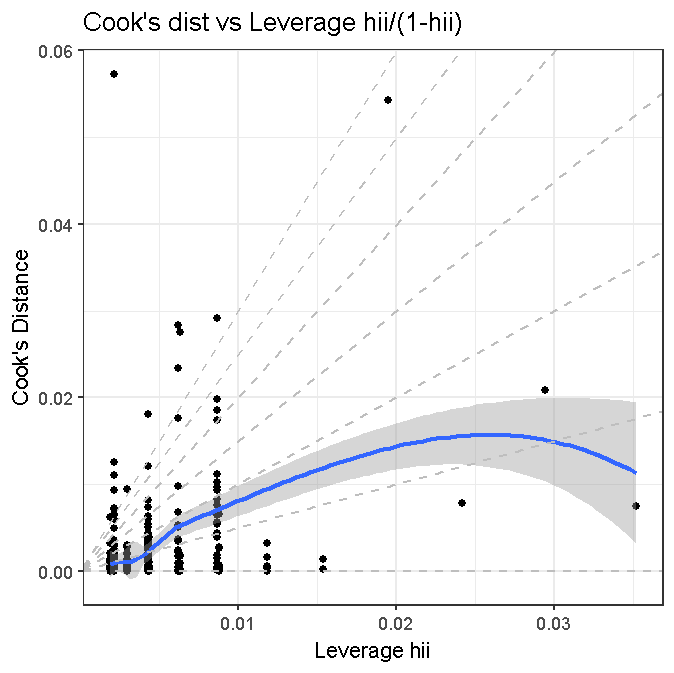 Cook's dist vs Leverage hii/(1-hii)
0.06
0.04
0.02
0.00
Cook's Distance
0.01 0.02 0.03
Leverage hii